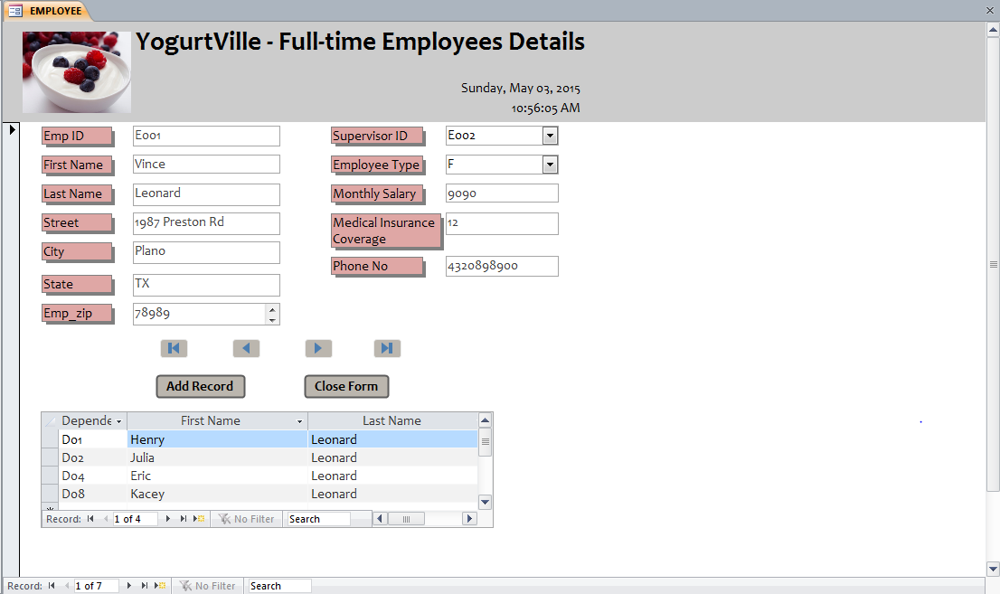 EMPLOYEE
YogurtVille - Full-time Employees Details
Sunday, May 03, 2015
10:56:05 AM
Emp ID E001 Supervisor ID E002
First Name Vince Employee Type F
Last Name Leonard Monthly Salary 9090
Street 1987 Preston Rd Medical Insurance
Coverage 12
City Plano
Phone No 4320898900
State TX
Emp_zip 78989
Add Record Close Form
Depende First Name Last Name
D01 Henry Leonard
D02 Julia Leonard
D04 Eric Leonard
D08 Kacey Leonard
Record: 1 of 4 No Filter Search
Record: 1 of 7 No Filter Search